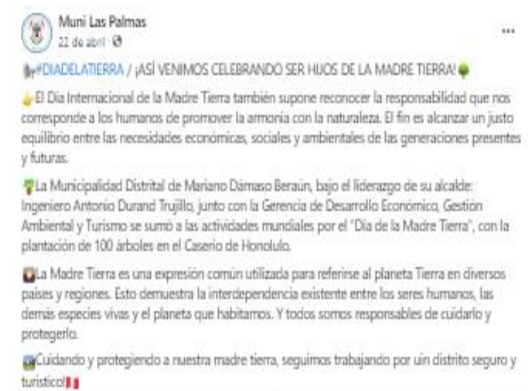 Muni Las Palmas
22 de abril
#DIADELATIERRA / ¡ASÍ VENIMOS CELEBRANDO SER HIJOS DE LA MADRE TIERRA!
El Día Internacional de la Madre Tierra también supone reconocer la responsabilidad que nos
corresponde a los humanos de promover la armonía con la naturaleza. El fin es alcanzar un justo
equilibrio entre las necesidades económicas, sociales y ambientales de las generaciones presentes
y futuras.
La Municipalidad Distrital de Mariano Dámaso Beraún, bajo el liderazgo de su alcalde:
Ingeniero Antonio Durand Trujillo, junto con la Gerencia de Desarrollo Económico, Gestión
Ambiental y Turismo se sumó a las actividades mundiales por el "Día de la Madre Tierra", con la
plantación de 100 árboles en el Caserío de Honolulo.
La Madre Tierra es una expresión común utilizada para referirse al planeta Tierra en diversos
países y regiones. Esto demuestra la interdependencia existente entre los seres humanos, las
demás especies vivas y el planeta que habitamos. Y todos somos responsables de cuidarlo y
protegerlo.
Cuidando y protegiendo a nuestra madre tierra, seguimos trabajando por uin distrito seguro y
turístico!